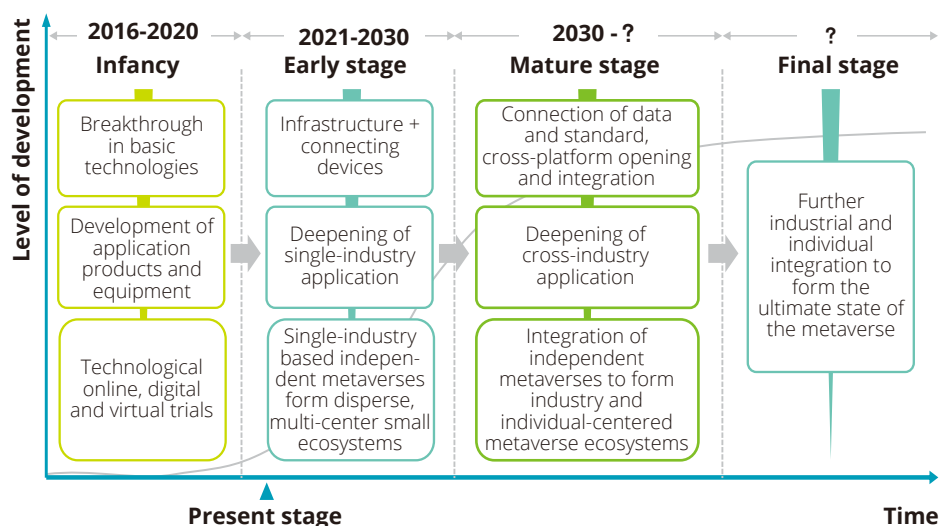 Level of development
2016-2020
Infancy
Breakthrough
in basic
technologies
Development of
application
products and
equipment
Technological
online, digital
and virtual trials
2021-2030
Early stage
Infrastructure +
connecting
devices
Deepening of
single-industry
application
Single-industry
based indepen-
dent metaverses
form disperse,
multi-center small
ecosystems
2030 - ?
Mature stage
Connection of data
and standard,
cross-platform opening
and integration
Deepening of
cross-industry
application
Integration of
independent
metaverses to form
industry and
individual-centered
metaverse ecosystems
?
Final stage
Further
industrial and
individual
integration to
form the
ultimate state of
the metaverse
Present stage
Time